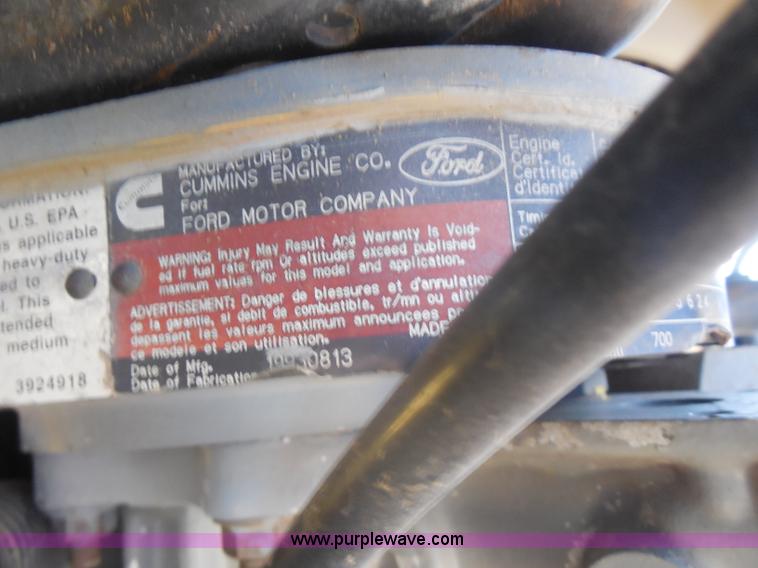 ORMATION
U.S. EPA
s applicable
heavy-duty
ed to
l. This
tended
medium
3924918
Cummins
MANUFACTURED BY:
CUMMINS ENGINE CO.
For:
FORD MOTOR COMPANY
Ford
WARNING: Injury May Result And Warranty Is Void-
ed if fuel rate rpm Or altitudes exceed published
maximum values for this model and application.
ADVERTISSEMENT: Danger de blessures et d'annulation
de la garantie, si debit de combustible, tr/mn ou alti
depassent les valeurs maximum announcees
ce modele et son utilisation.
MADE
Date of Mfg.
Date of Fabrication
0813
Engine
Cert. Id.
Certificat
d'Identi
Timi
700
www.purplewave.com